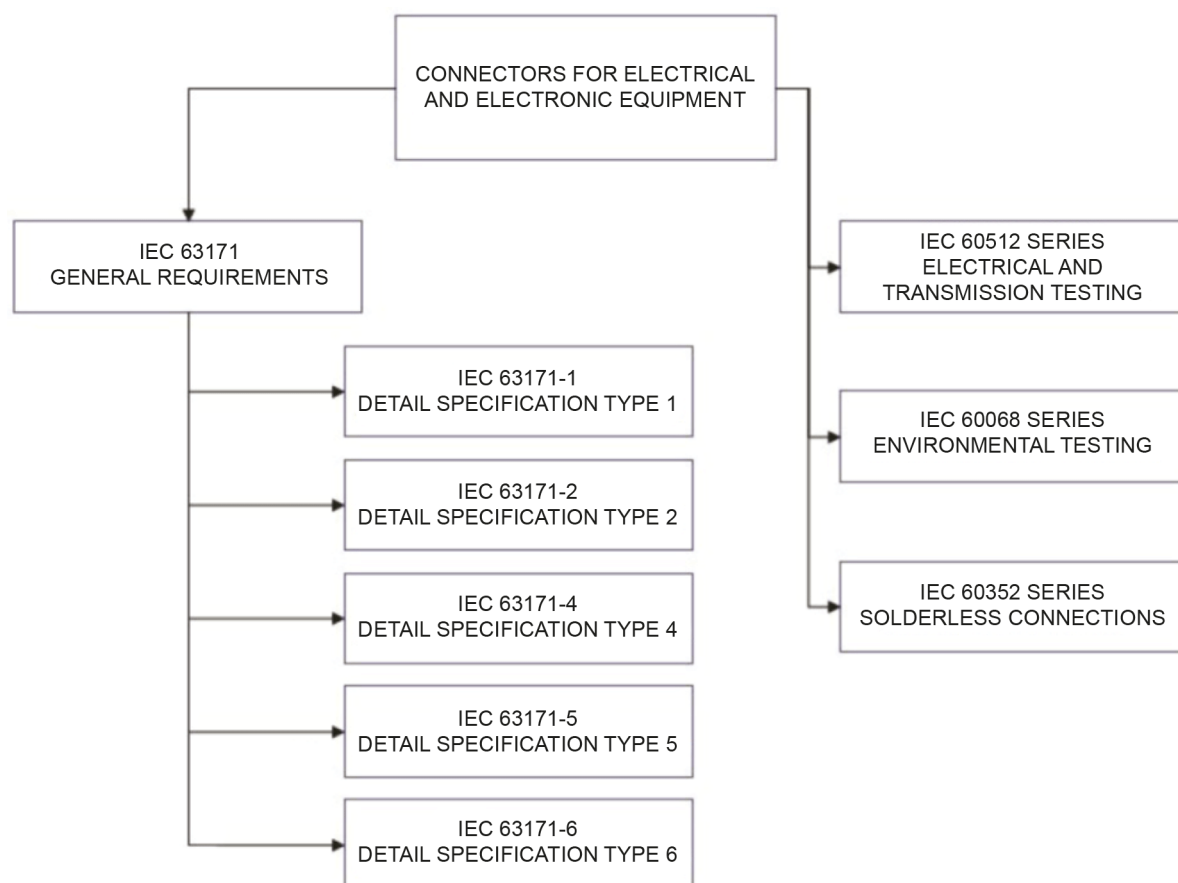 CONNECTORS FOR ELECTRICAL
AND ELECTRONIC EQUIPMENT
IEC 63171
GENERAL REQUIREMENTS
IEC 63171-1
DETAIL SPECIFICATION TYPE 1
IEC 63171-2
DETAIL SPECIFICATION TYPE 2
IEC 63171-4
DETAIL SPECIFICATION TYPE 4
IEC 63171-5
DETAIL SPECIFICATION TYPE 5
IEC 63171-6
DETAIL SPECIFICATION TYPE 6
IEC 60512 SERIES
ELECTRICAL AND
TRANSMISSION TESTING
IEC 60068 SERIES
ENVIRONMENTAL TESTING
IEC 60352 SERIES
SOLDERLESS CONNECTIONS